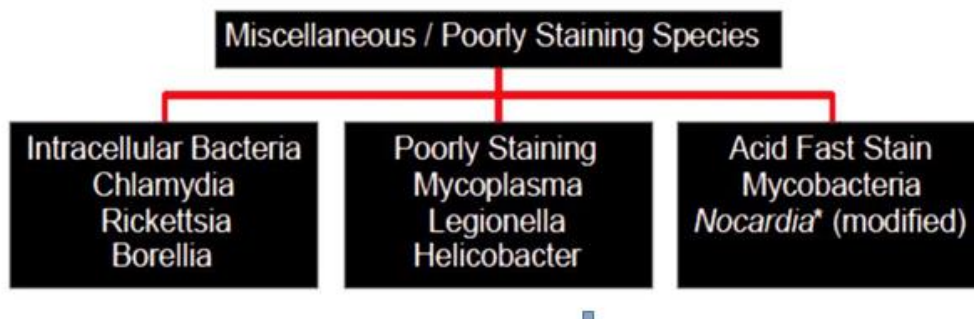 Miscellaneous / Poorly Staining Species
Intracellular Bacteria
Chlamydia
Rickettsia
Borellia
Poorly Staining
Mycoplasma
Legionella
Helicobacter
Acid Fast Stain
Mycobacteria
Nocardia* (modified)